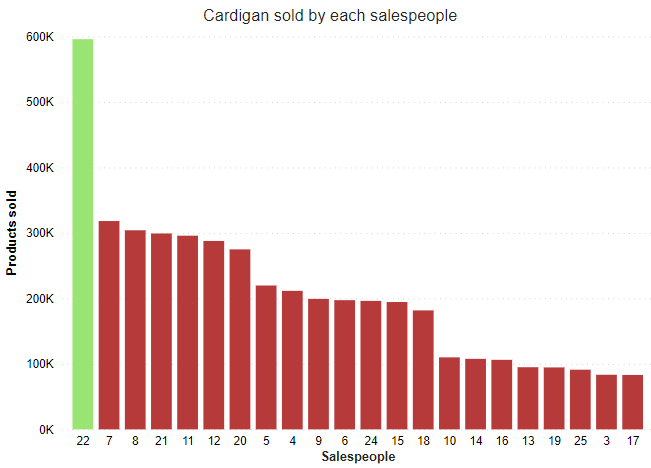 Cardigan sold by each salespeople
600K
500K
400K
300K
200K
100K
0K
Products sold
22 7 8 21 11 12 20 5 4 9 6 24 15 18 10 14 16 13 19 25 3 17
Salespeople